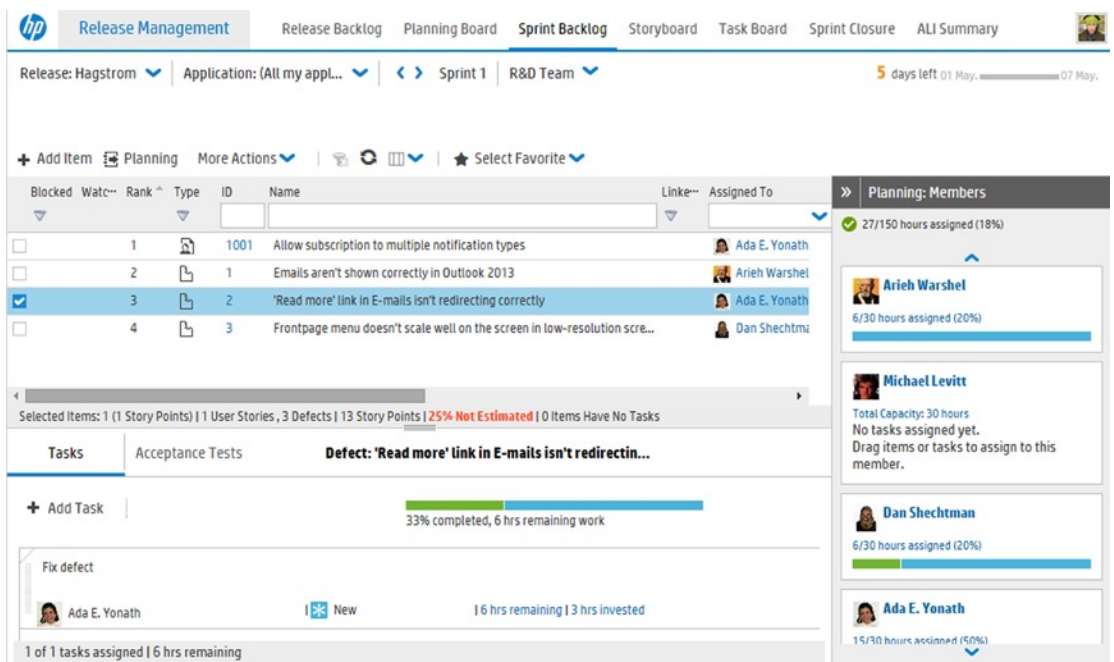 hp Release Management Release Backlog Planning Board Sprint Backlog Storyboard Task Board Sprint Closure ALI Summary
Release: Hagstrom Application: (All my appl... Sprint 1 R&D Team 5 days left 01 May. 07 May.
+ Add Item Planning More Actions Select Favorite
Blocked Watc... Rank Type ID Name Linke... Assigned To
1 1001 Allow subscription to multiple notification types Ada E. Yonath
2 1 Emails aren't shown correctly in Outlook 2013 Arieh Warshel
3 2 'Read more' link in E-mails isn't redirecting correctly Ada E. Yonath
4 3 Frontpage menu doesn't scale well on the screen in low-resolution scre... Dan Shechtma
Selected Items: 1 (1 Story Points) | 1 User Stories , 3 Defects | 13 Story Points | 25% Not Estimated | 0 Items Have No Tasks
Tasks Acceptance Tests Defect: 'Read more' link in E-mails isn't redirectin...
+ Add Task
33% completed, 6 hrs remaining work
Fix defect
Ada E. Yonath | New | 6 hrs remaining | 3 hrs invested
1 of 1 tasks assigned | 6 hrs remaining
» Planning: Members
27/150 hours assigned (18%)
Arieh Warshel
6/30 hours assigned (20%)
Michael Levitt
Total Capacity: 30 hours
No tasks assigned yet.
Drag items or tasks to assign to this
member.
Dan Shechtman
6/30 hours assigned (20%)
Ada E. Yonath
15/30 hours assigned (50%)